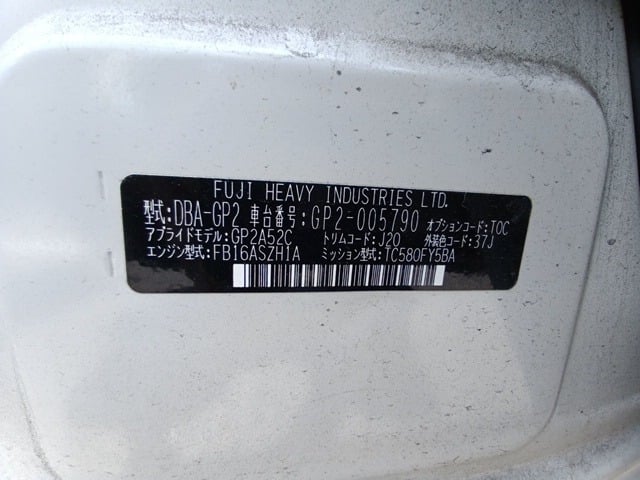 FUJI HEAVY INDUSTRIES LTD.
型式:DBA-GP2 車台番号:GP2-005790 オプションコード:TOC
アプライドモデル:GP2A52C トリムコード:J20 外装色コード:37J
エンジン型式:FB16ASZH1A ミッション型式:TC580FY5BA